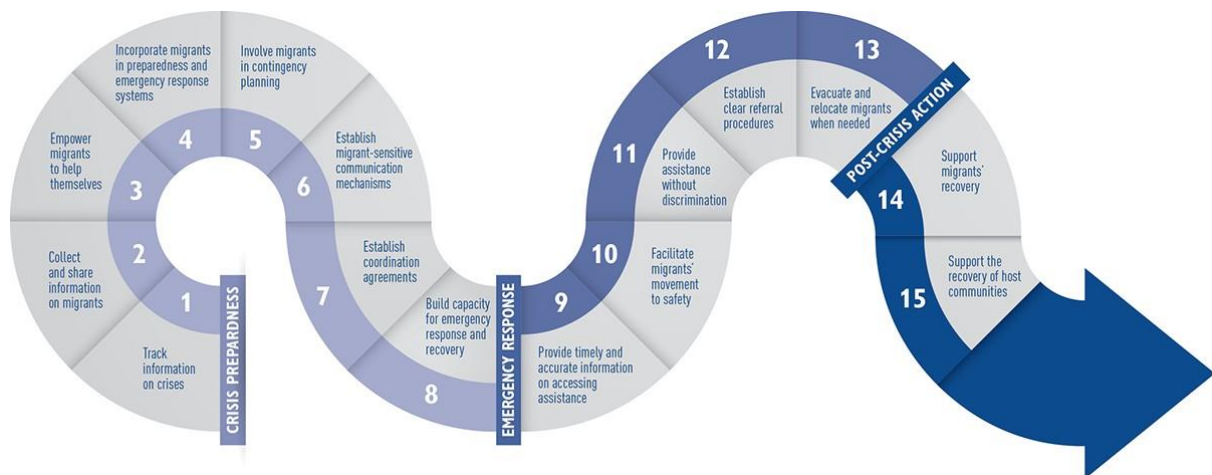 CRISIS PREPARDNESS
1
Track
information
on crises
2
Collect
and share
information
on migrants
3
Empower
migrants
to help
themselves
4
Incorporate migrants
in preparedness and
emergency response
systems
5
Involve migrants
in contingency
planning
6
Establish
migrant-sensitive
communication
mechanisms
7
Establish
coordination
agreements
8
Build capacity
for emergency
response and
recovery
EMERGENCY RESPONSE
9
Provide timely and
accurate information
on accessing
assistance
10
Facilitate
migrants'
movement
to safety
11
Provide
assistance
without
discrimination
12
Establish
clear referral
procedures
13
Evacuate and
relocate migrants
when needed
POST-CRISIS ACTION
14
Support
migrants'
recovery
15
Support the
recovery of host
communities